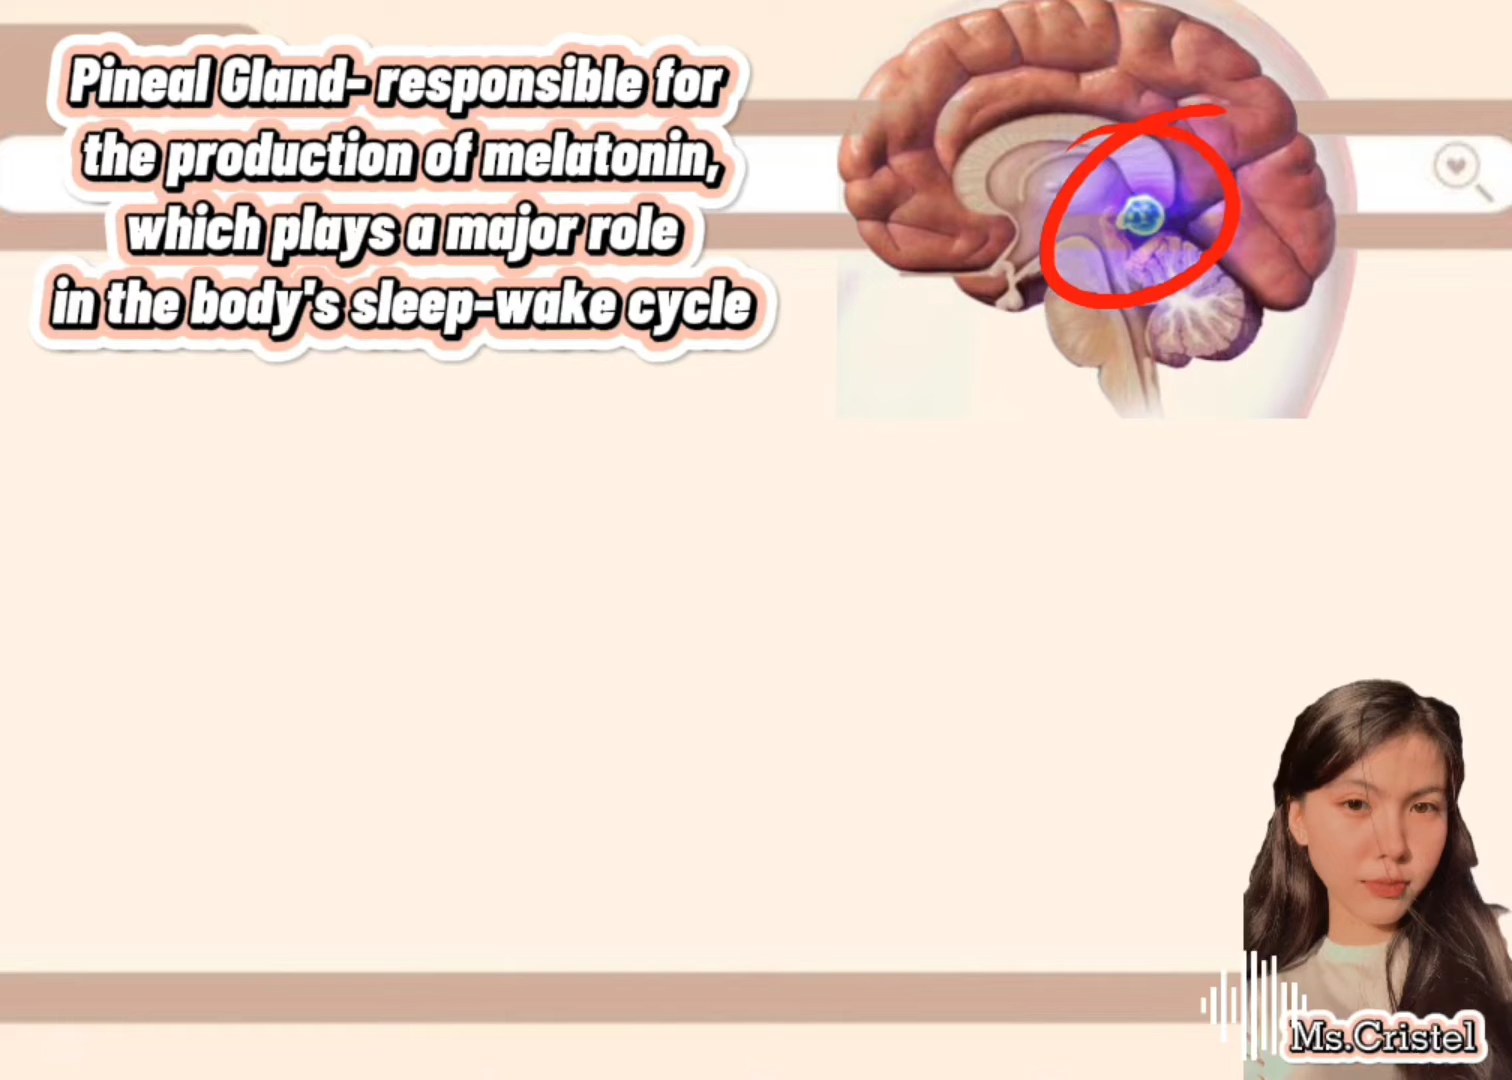 Pineal Gland- responsible for
the production of melatonin,
which plays a major role
in the body's sleep-wake cycle
Ms.Cristel